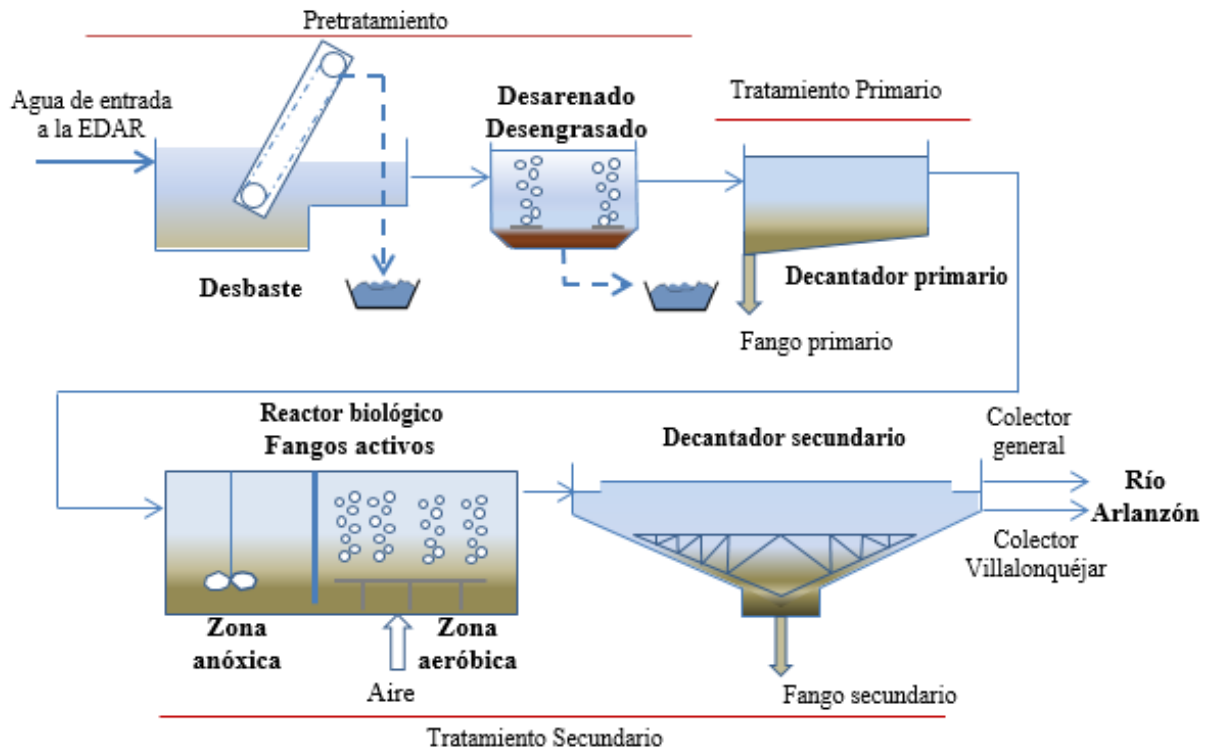 Pretratamiento
Agua de entrada
a la EDAR
Desarenado
Desengrasado
Tratamiento Primario
Desbaste
Decantador primario
Fango primario
Reactor biológico
Fangos activos
Decantador secundario
Colector
general
Río
Arlanzón
Colector
Villalonquéjar
Zona
anóxica
Zona
aeróbica
Aire
Fango secundario
Tratamiento Secundario